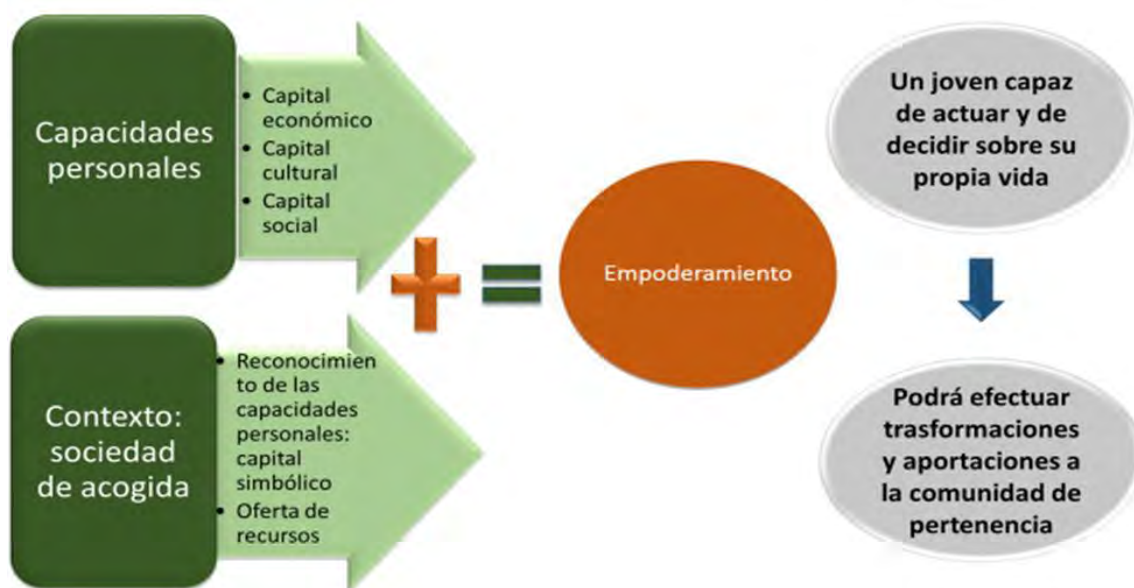 Capacidades
personales
• Capital
económico
• Capital
cultural
• Capital
social
Contexto:
sociedad
de acogida
• Reconocimien
to de las
capacidades
personales:
capital
simbólico
• Oferta de
recursos
+
=
Empoderamiento
Un joven capaz
de actuar y de
decidir sobre su
propia vida
Podrá efectuar
trasformaciones
y aportaciones a
la comunidad de
pertenencia